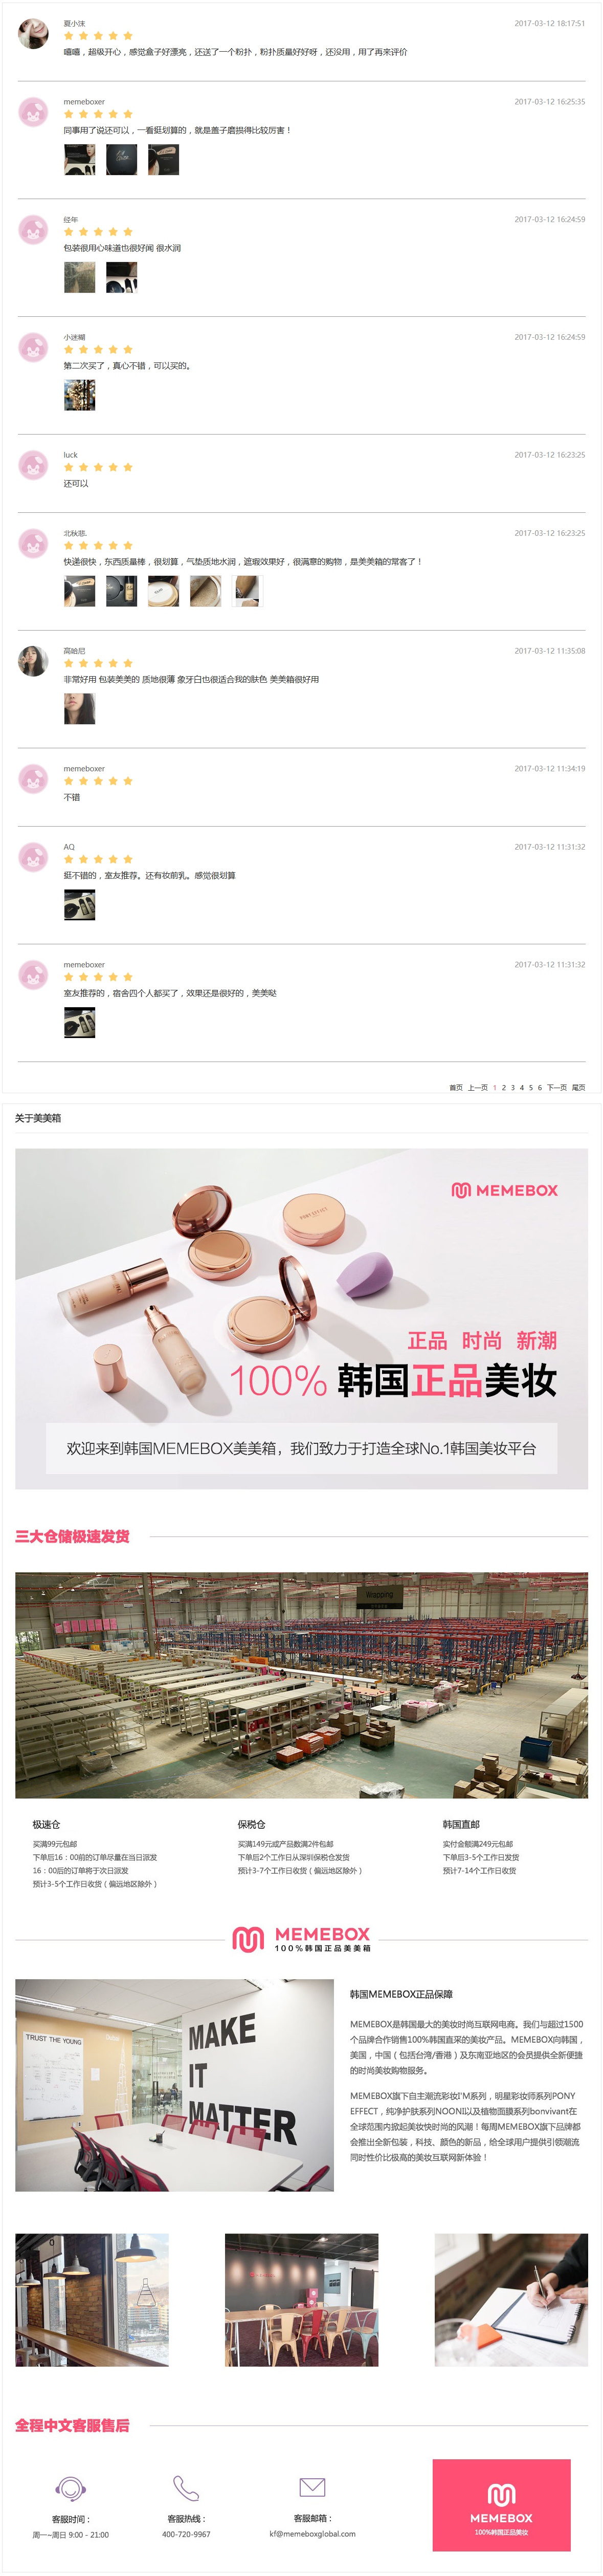 夏小沫
2017-03-12 18:17:51
嘻嘻，超级开心，感觉盒子好漂亮，还送了一个粉扑，粉扑质量好好呀，还没用，用了再来评价
memeboxer
2017-03-12 16:25:35
同事用了说还可以，一看挺划算的，就是盖子磨损得比较厉害！
经年
2017-03-12 16:24:59
包装很用心味道也很好闻 很水润
小迷糊
2017-03-12 16:24:59
第二次买了，真心不错，可以买的。
luck
2017-03-12 16:23:25
还可以
北秋悲.
2017-03-12 16:23:25
快递很快，东西质量棒，很划算，气垫质地水润，遮瑕效果好，很满意的购物，是美美箱的常客了！
高哈尼
2017-03-12 11:35:08
非常好用 包装美美的 质地很薄 象牙白也很适合我的肤色 美美箱很好用
memeboxer
2017-03-12 11:34:19
不错
AQ
2017-03-12 11:31:32
挺不错的，室友推荐。还有妆前乳。感觉很划算
memeboxer
2017-03-12 11:31:32
室友推荐的，宿舍四个人都买了，效果还是很好的，美美哒
首页 上一页 1 2 3 4 5 6 下一页 尾页
关于美美箱
MEMEBOX
正品 时尚 新潮
100% 韩国正品美妆
欢迎来到韩国MEMEBOX美美箱，我们致力于打造全球No.1韩国美妆平台
三大仓储极速发货
Wrapping
极速仓
买满99元包邮
下单后16：00前的订单尽量在当日派发
16：00后的订单将于次日派发
预计3-5个工作日收货（偏远地区除外）
保税仓
买满149元或产品数满2件包邮
下单后2个工作日从深圳保税仓发货
预计3-7个工作日收货（偏远地区除外）
韩国直邮
实付金额满249元包邮
下单后3-5个工作日发货
预计7-14个工作日收货
MEMEBOX
100%韩国正品美美箱
TRUST THE YOUNG
MAKE
IT
MATTER
韩国MEMEBOX正品保障
MEMEBOX是韩国最大的美妆时尚互联网电商。我们与超过1500
个品牌合作销售100%韩国直采的美妆产品。MEMEBOX向韩国，
美国，中国（包括台湾/香港）及东南亚地区的会员提供全新便捷
的时尚美妆购物服务。
MEMEBOX旗下自主潮流彩妆I'M系列，明星彩妆师系列PONY
EFFECT，纯净护肤系列NOONI以及植物面膜系列bonvivant在
全球范围内掀起美妆快时尚的风潮！每周MEMEBOX旗下品牌都
会推出全新包装，科技、颜色的新品，给全球用户提供引领潮流
同时性价比极高的美妆互联网新体验！
全程中文客服售后
客服时间：
周一~周日 9:00 - 21:00
客服热线：
400-720-9967
客服邮箱：
kf@memeboxglobal.com
MEMEBOX
100%韩国正品美妆